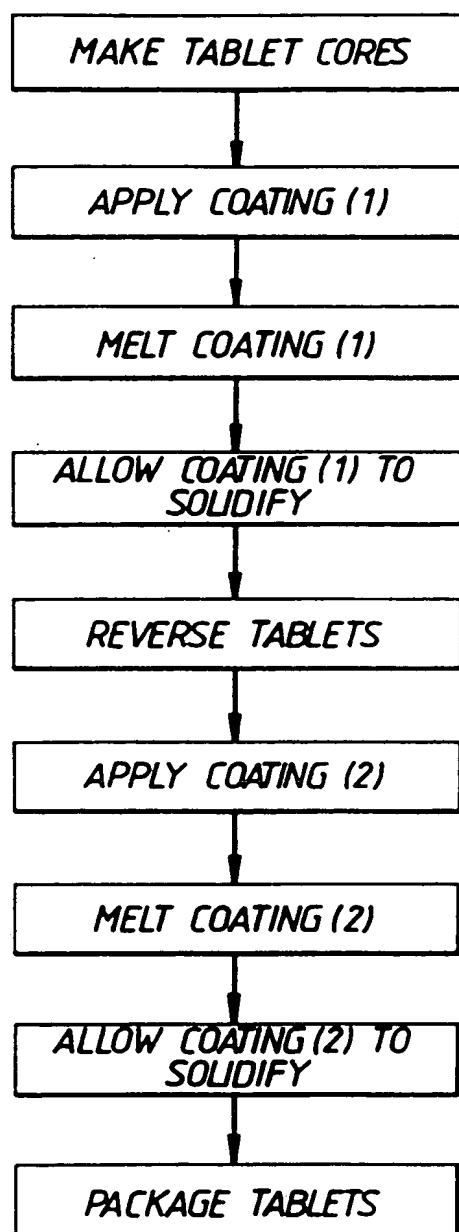 MAKE TABLET CORES
APPLY COATING (1)
MELT COATING (1)
ALLOW COATING (1) TO
SOLIDIFY
REVERSE TABLETS
APPLY COATING (2)
MELT COATING (2)
ALLOW COATING (2) TO
SOLIDIFY
PACKAGE TABLETS